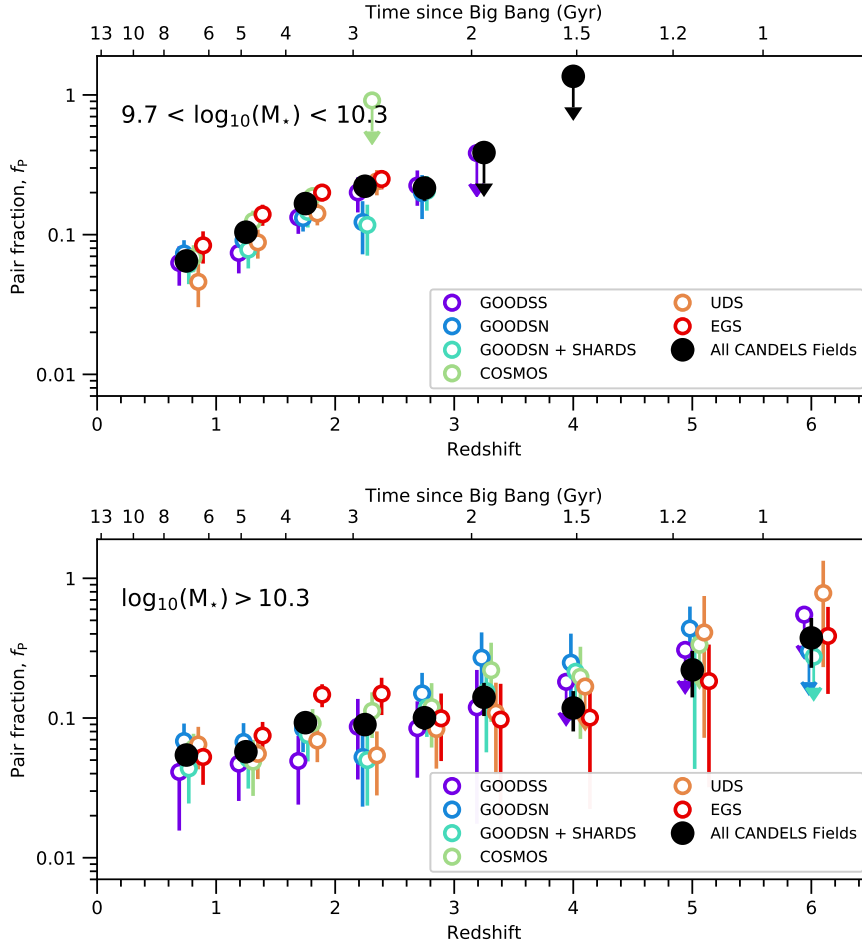 Time since Big Bang (Gyr)
13 10 8 7 6 5 4 3 2 1.5 1.2 1
9.7 < log10(M⋆) < 10.3
Pair fraction, fP
1
0.1
0.01
GOODSS
GOODSN
GOODSN + SHARDS
COSMOS
UDS
EGS
All CANDELS Fields
0 1 2 3 4 5 6
Redshift
Time since Big Bang (Gyr)
13 10 8 7 6 5 4 3 2 1.5 1.2 1
log10(M⋆) > 10.3
Pair fraction, fP
1
0.1
0.01
GOODSS
GOODSN
GOODSN + SHARDS
COSMOS
UDS
EGS
All CANDELS Fields
0 1 2 3 4 5 6
Redshift